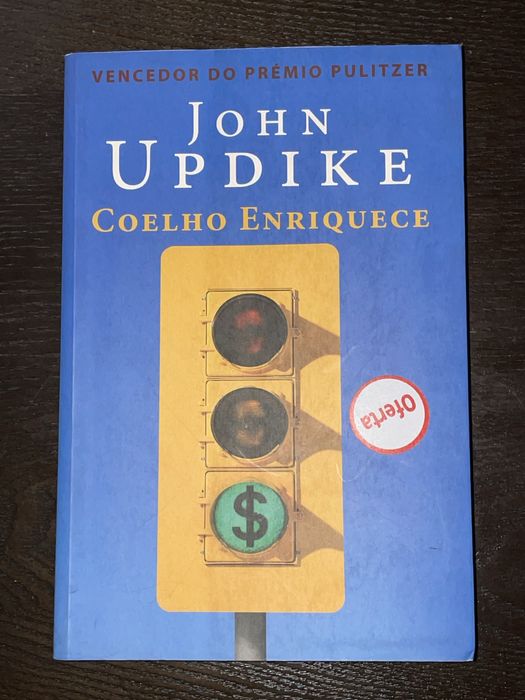 VENCEDOR DO PRÉMIO PULITZER
JOHN
UPDIKE
COELHO ENRIQUECE
Oferta
$